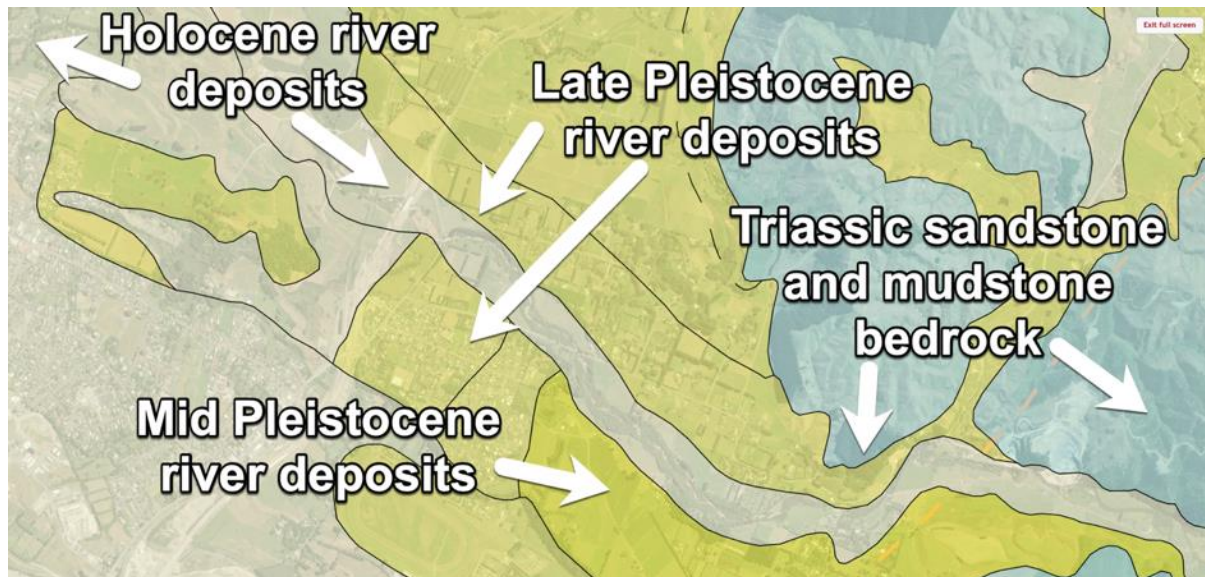 Exit full screen
Holocene river
deposits
Late Pleistocene
river deposits
Triassic sandstone
and mudstone
bedrock
Mid Pleistocene
river deposits